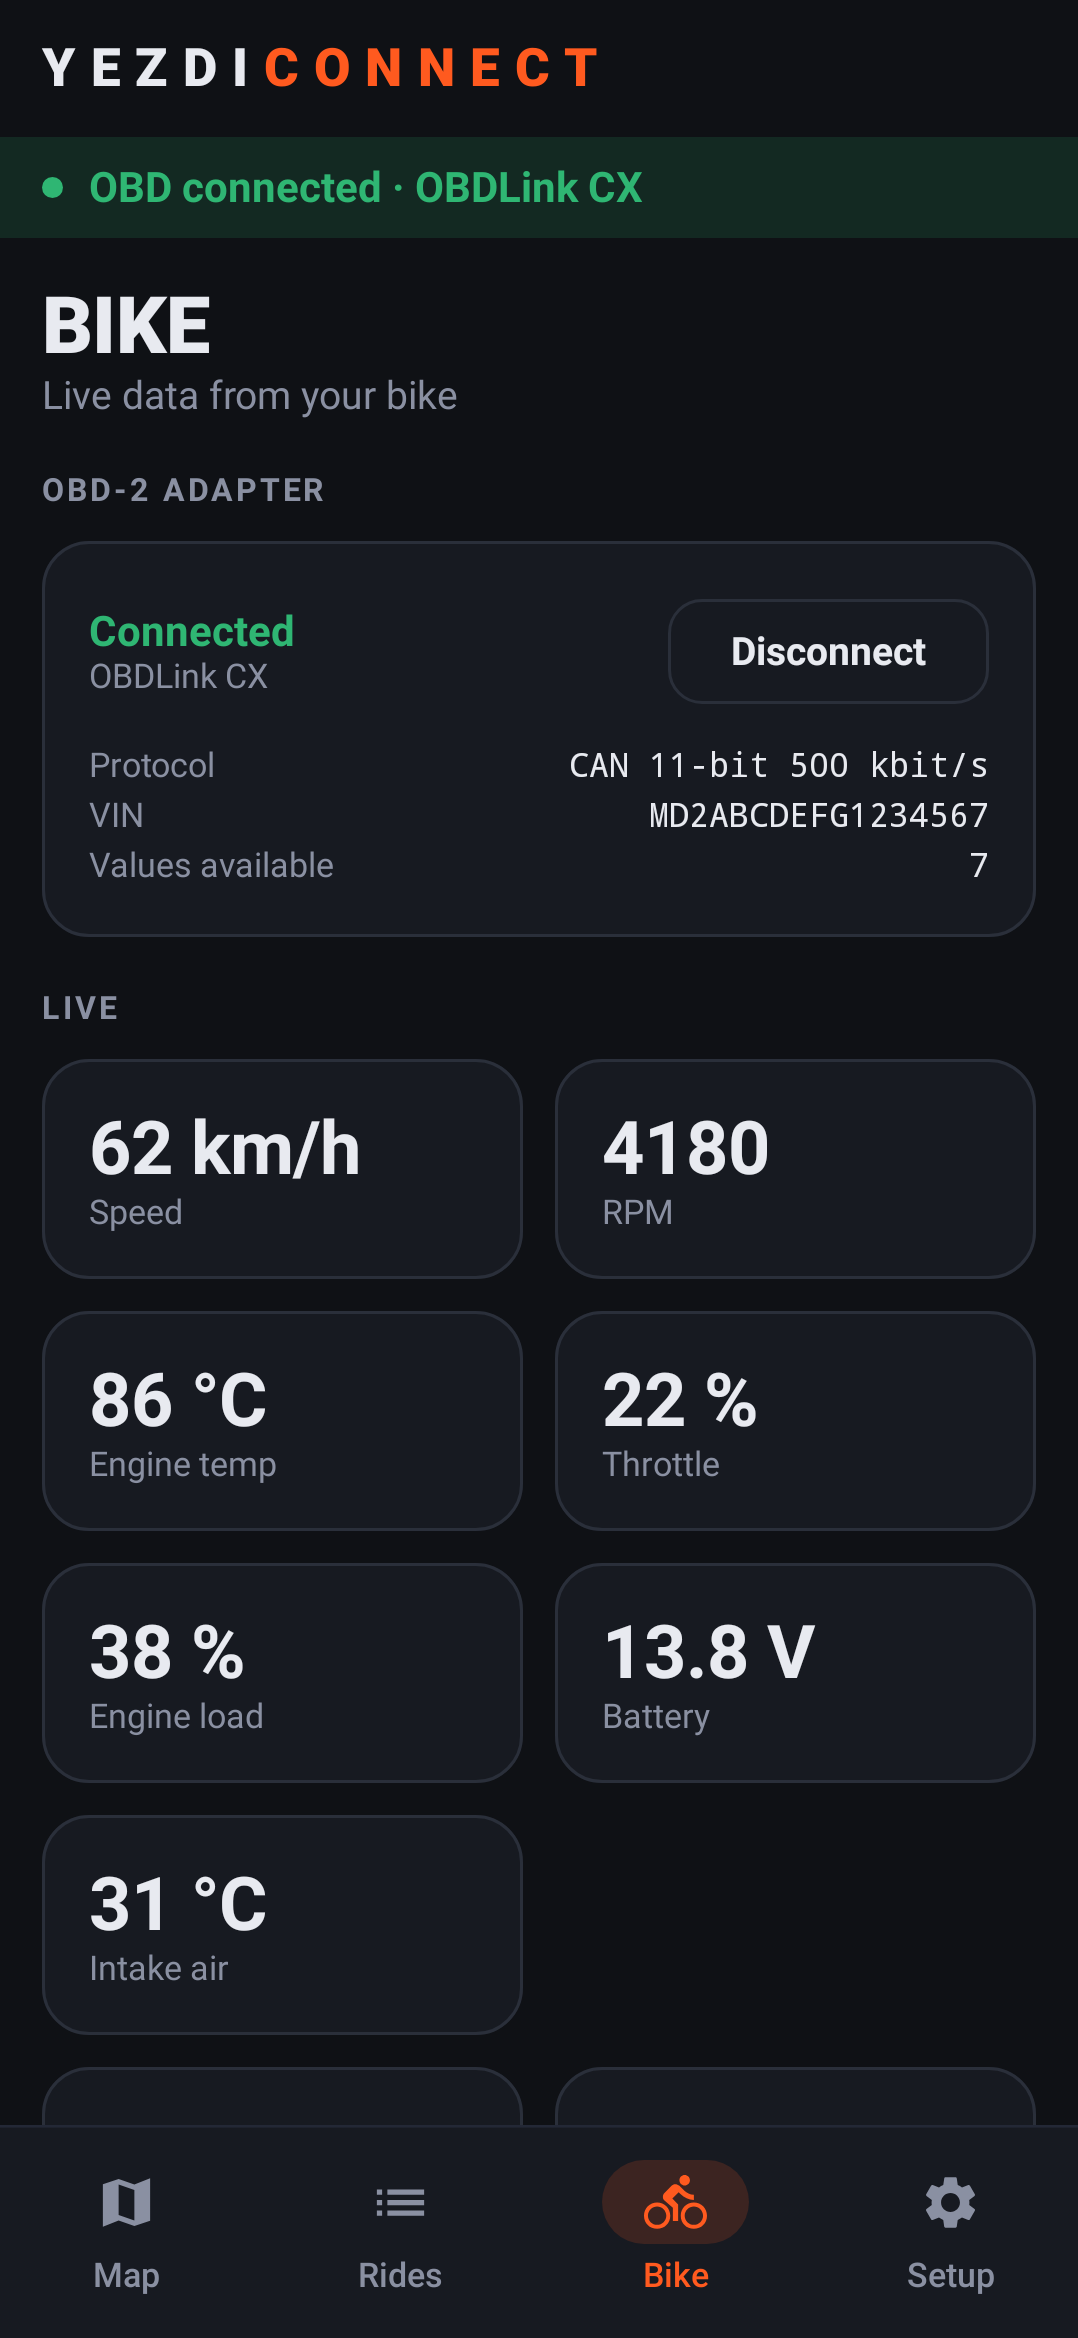 YEZDICONNECT
OBD connected · OBDLink CX
BIKE
Live data from your bike
OBD-2 ADAPTER
Connected
OBDLink CX
Disconnect
Protocol CAN 11-bit 500 kbit/s
VIN MD2ABCDEFG1234567
Values available 7
LIVE
62 km/h
Speed
4180
RPM
86 °C
Engine temp
22 %
Throttle
38 %
Engine load
13.8 V
Battery
31 °C
Intake air
Map Rides Bike Setup